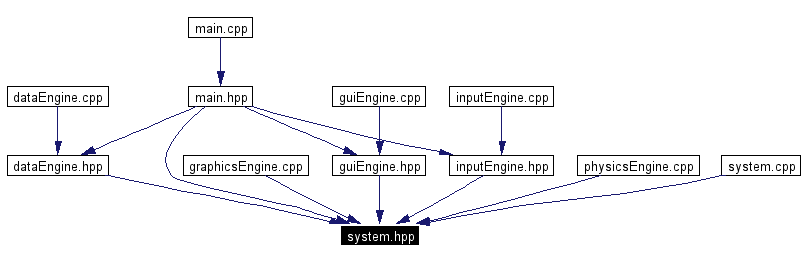 main.cpp
dataEngine.cpp
main.hpp
guiEngine.cpp
inputEngine.cpp
dataEngine.hpp
graphicsEngine.cpp
guiEngine.hpp
inputEngine.hpp
physicsEngine.cpp
system.cpp
system.hpp